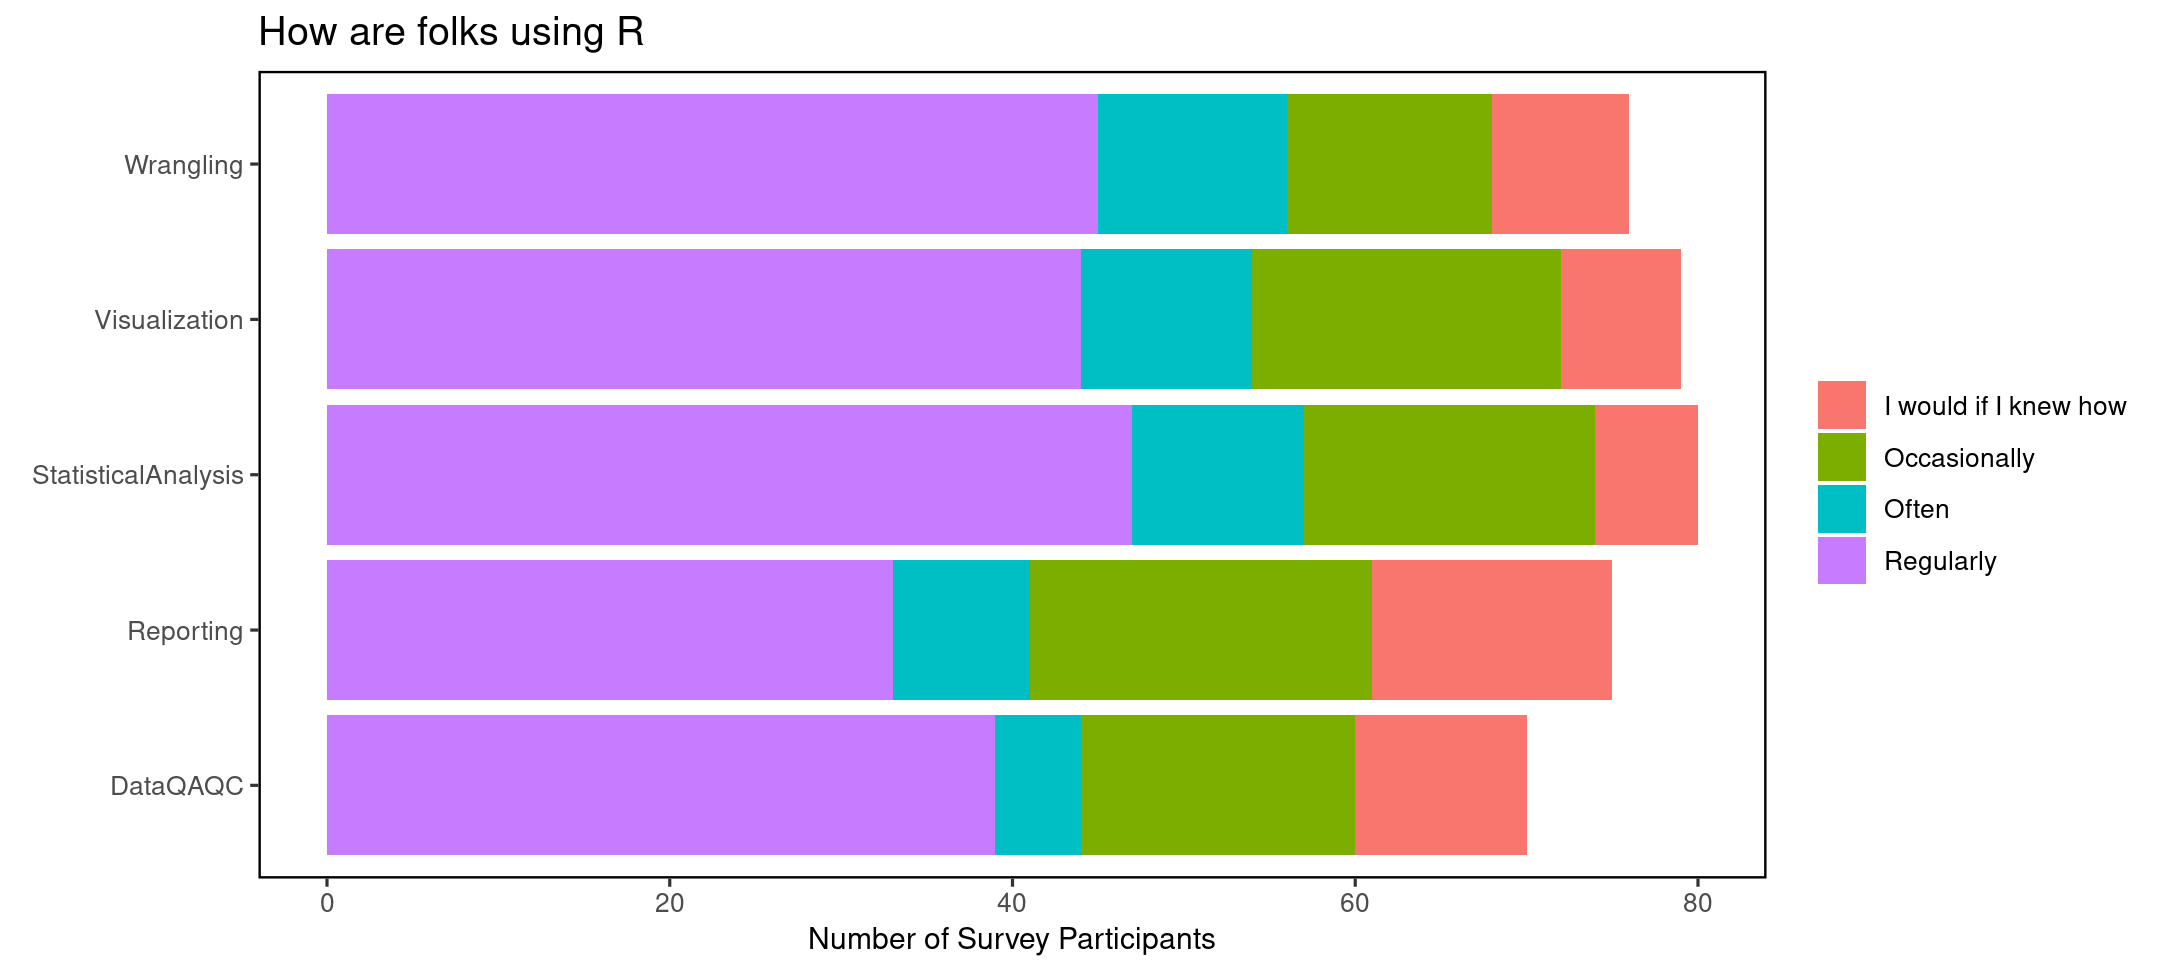 How are folks using R
Wrangling
Visualization
StatisticalAnalysis
Reporting
DataQAQC
0 20 40 60 80
Number of Survey Participants
I would if I knew how
Occasionally
Often
Regularly